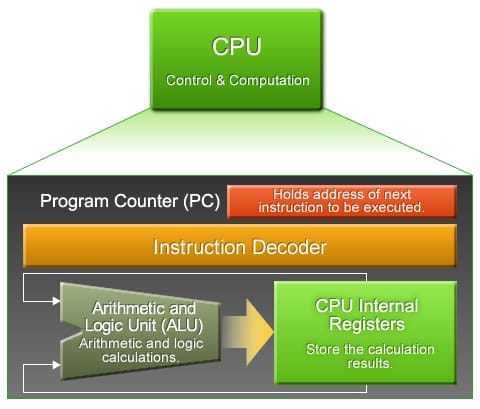 CPU
Control & Computation
Program Counter (PC)
Holds address of next
instruction to be executed.
Instruction Decoder
Arithmetic and
Logic Unit (ALU)
Arithmetic and logic
calculations.
CPU Internal
Registers
Store the calculation
results.